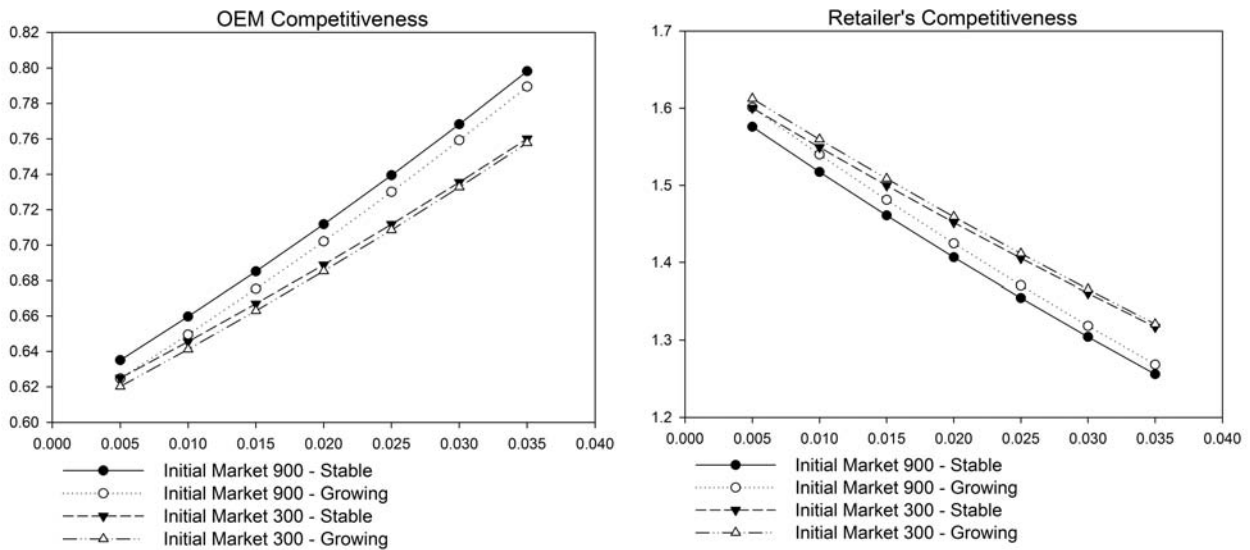 OEM Competitiveness
0.82
0.80
0.78
0.76
0.74
0.72
0.70
0.68
0.66
0.64
0.62
0.60
0.000 0.005 0.010 0.015 0.020 0.025 0.030 0.035 0.040
Initial Market 900 - Stable
Initial Market 900 - Growing
Initial Market 300 - Stable
Initial Market 300 - Growing
Retailer's Competitiveness
1.7
1.6
1.5
1.4
1.3
1.2
0.000 0.005 0.010 0.015 0.020 0.025 0.030 0.035 0.040
Initial Market 900 - Stable
Initial Market 900 - Growing
Initial Market 300 - Stable
Initial Market 300 - Growing